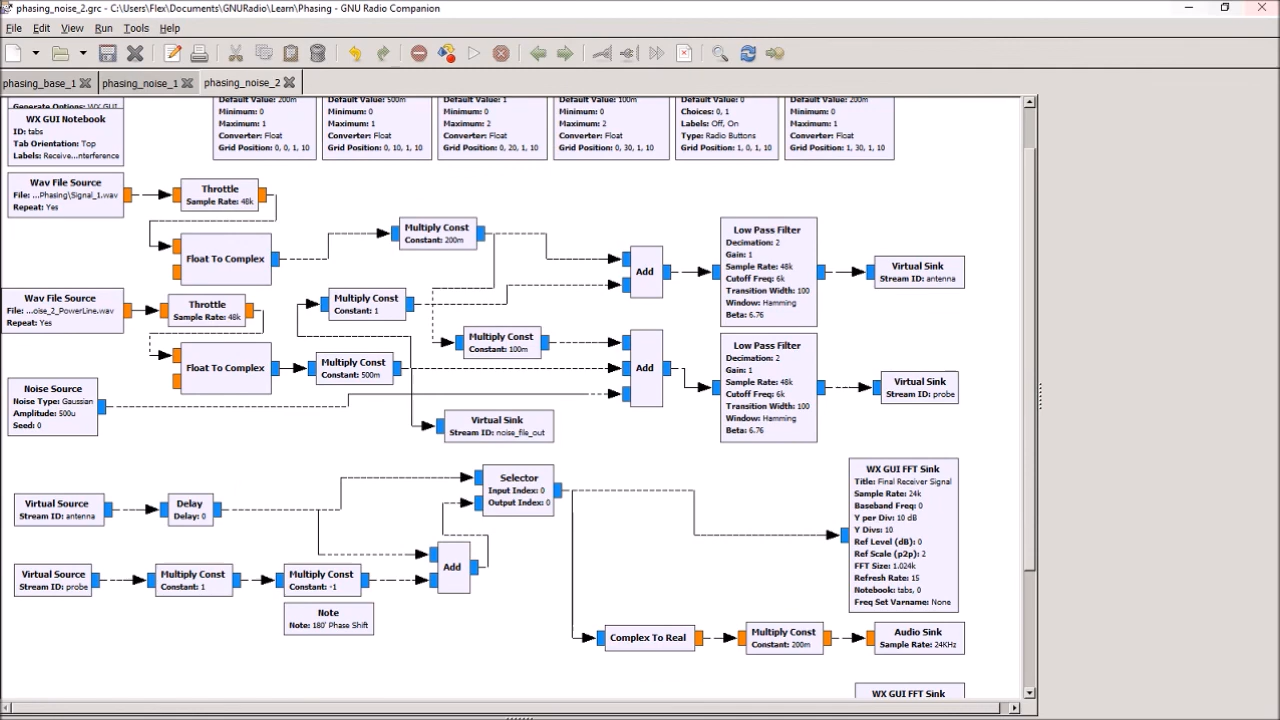 phasing_noise_2.grc - C:\Users\Flex\Documents\GNURadio\Learn\Phasing - GNU Radio Companion
File Edit View Run Tools Help
phasing_base_1 phasing_noise_1 phasing_noise_2
Generate Options: WX GUI
WX GUI Notebook
ID: tabs
Tab Orientation: Top
Labels: Receive...nterference
Default Value: 200m
Minimum: 0
Maximum: 1
Converter: Float
Grid Position: 0, 0, 1, 10
Default Value: 500m
Minimum: 0
Maximum: 1
Converter: Float
Grid Position: 0, 10, 1, 10
Default Value: 1
Minimum: 0
Maximum: 2
Converter: Float
Grid Position: 0, 20, 1, 10
Default Value: 100m
Minimum: 0
Maximum: 2
Converter: Float
Grid Position: 0, 30, 1, 10
Default Value: 0
Choices: 0, 1
Labels: Off, On
Type: Radio Buttons
Grid Position: 1, 0, 1, 10
Default Value: 200m
Minimum: 0
Maximum: 1
Converter: Float
Grid Position: 1, 30, 1, 10
Wav File Source
File: ...Phasing\Signal_1.wav
Repeat: Yes
Throttle
Sample Rate: 48k
Float To Complex
Multiply Const
Constant: 200m
Add
Low Pass Filter
Decimation: 2
Gain: 1
Sample Rate: 48k
Cutoff Freq: 6k
Transition Width: 100
Window: Hamming
Beta: 6.76
Virtual Sink
Stream ID: antenna
Wav File Source
File: ...oise_2_PowerLine.wav
Repeat: Yes
Throttle
Sample Rate: 48k
Multiply Const
Constant: 1
Multiply Const
Constant: 100m
Float To Complex
Multiply Const
Constant: 500m
Add
Low Pass Filter
Decimation: 2
Gain: 1
Sample Rate: 48k
Cutoff Freq: 6k
Transition Width: 100
Window: Hamming
Beta: 6.76
Virtual Sink
Stream ID: probe
Noise Source
Noise Type: Gaussian
Amplitude: 500u
Seed: 0
Virtual Sink
Stream ID: noise_file_out
Virtual Source
Stream ID: antenna
Delay
Delay: 0
Selector
Input Index: 0
Output Index: 0
WX GUI FFT Sink
Title: Final Receiver Signal
Sample Rate: 24k
Baseband Freq: 0
Y per Div: 10 dB
Y Divs: 10
Ref Level (dB): 0
Ref Scale (p2p): 2
FFT Size: 1.024k
Refresh Rate: 15
Notebook: tabs, 0
Freq Set Varname: None
Virtual Source
Stream ID: probe
Multiply Const
Constant: 1
Multiply Const
Constant: -1
Add
Note
Note: 180' Phase Shift
Complex To Real
Multiply Const
Constant: 200m
Audio Sink
Sample Rate: 24KHz
WX GUI FFT Sink